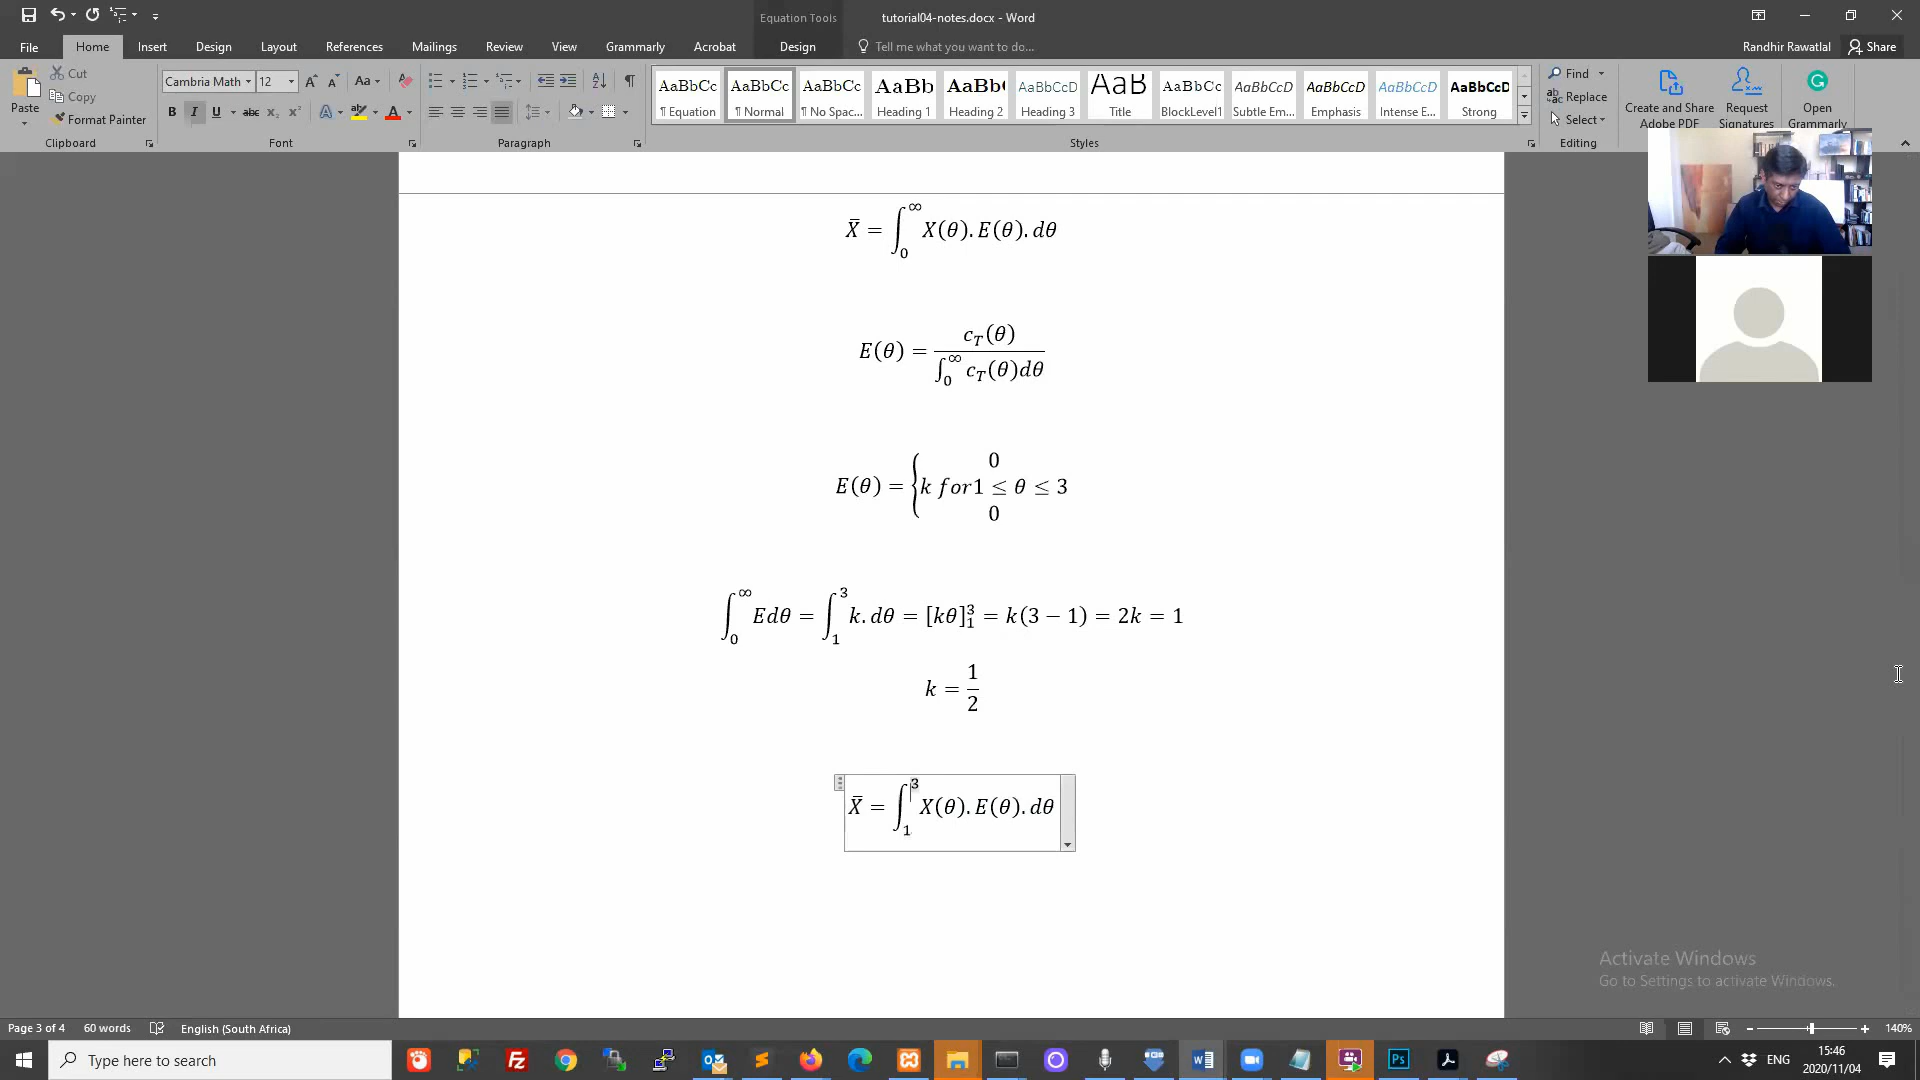 Equation Tools
tutorial04-notes.docx - Word
File Home Insert Design Layout References Mailings Review View Grammarly Acrobat Design Tell me what you want to do... Randhir Rawatlal Share
Paste
Cut
Copy
Format Painter
Clipboard
Cambria Math 12
Aa
B I U abc
Font
Paragraph
AaBbCc ¶ Equation
AaBbCc ¶ Normal
AaBbCc ¶ No Spac...
AaBb Heading 1
AaBb( Heading 2
AaBbCcD Heading 3
AaB Title
AaBbCc BlockLevel1
AaBbCcD Subtle Em...
AaBbCcD Emphasis
AaBbCcD Intense E...
AaBbCcD Strong
Styles
Find
Replace
Select
Editing
Create and Share Adobe PDF
Request Signatures
Open Grammarly
X̄ = ∫₀^∞ X(θ). E(θ). dθ
E(θ) = c_T(θ) / ∫₀^∞ c_T(θ)dθ
E(θ) = {
0
k for1 ≤ θ ≤ 3
0
∫₀^∞ Edθ = ∫₁³ k. dθ = [kθ]₁³ = k(3 − 1) = 2k = 1
k = 1/2
X̄ = ∫₁³ X(θ). E(θ). dθ
Activate Windows
Go to Settings to activate Windows.
Page 3 of 4 60 words English (South Africa) 140%
Type here to search
ENG
15:46
2020/11/04